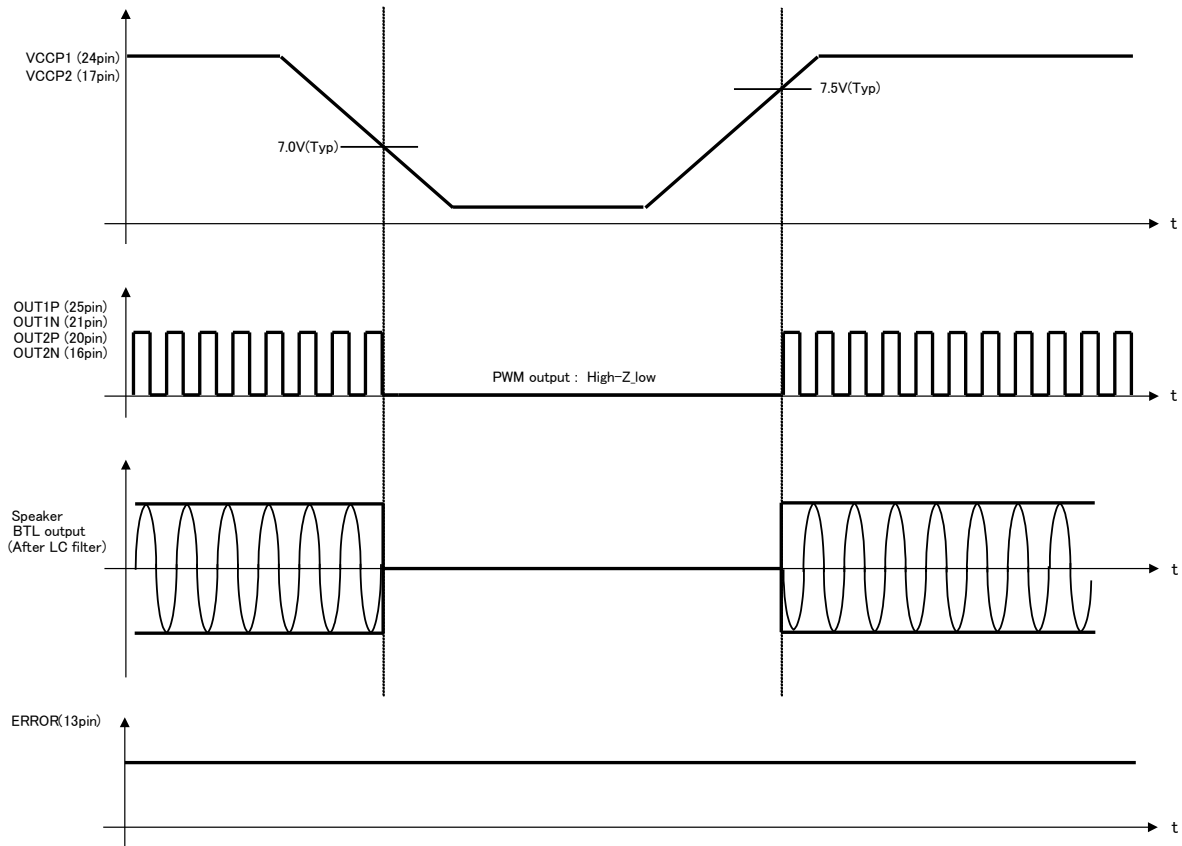 VCCP1 (24pin)
VCCP2 (17pin)
7.5V(Typ)
7.0V(Typ)
t
OUT1P (25pin)
OUT1N (21pin)
OUT2P (20pin)
OUT2N (16pin)
PWM output : High-Z_low
t
Speaker
BTL output
(After LC filter)
t
ERROR(13pin)
t